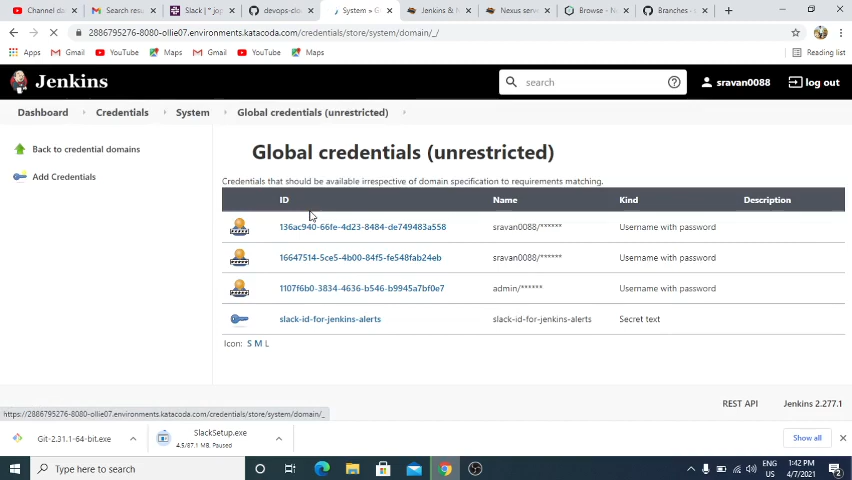 Channel da
Search resu
Slack | * jo
devops-clou
System » G
Jenkins & N
Nexus serve
Browse - Ne
Branches - s
2886795276-8080-ollie07.environments.katacoda.com/credentials/store/system/domain/_/
Apps
Gmail
YouTube
Maps
Gmail
YouTube
Maps
Reading list
Jenkins
search
sravan0088
log out
Dashboard
Credentials
System
Global credentials (unrestricted)
Back to credential domains
Add Credentials
Global credentials (unrestricted)
Credentials that should be available irrespective of domain specification to requirements matching.
ID Name Kind Description
136ac940-66fe-4d23-8484-de749483a558 sravan0088/****** Username with password
16647514-5ce5-4b00-84f5-fe548fab24eb sravan0088/****** Username with password
1107f6b0-3834-4636-b546-b9945a7bf0e7 admin/****** Username with password
slack-id-for-jenkins-alerts slack-id-for-jenkins-alerts Secret text
Icon: S M L
REST API Jenkins 2.277.1
https://2886795276-8080-ollie07.environments.katacoda.com/credentials/store/system/domain/_
Git-2.31.1-64-bit.exe
SlackSetup.exe
4.5/87.1 MB, Paused
Show all
Type here to search
ENG
US
1:42 PM
4/7/2021
2